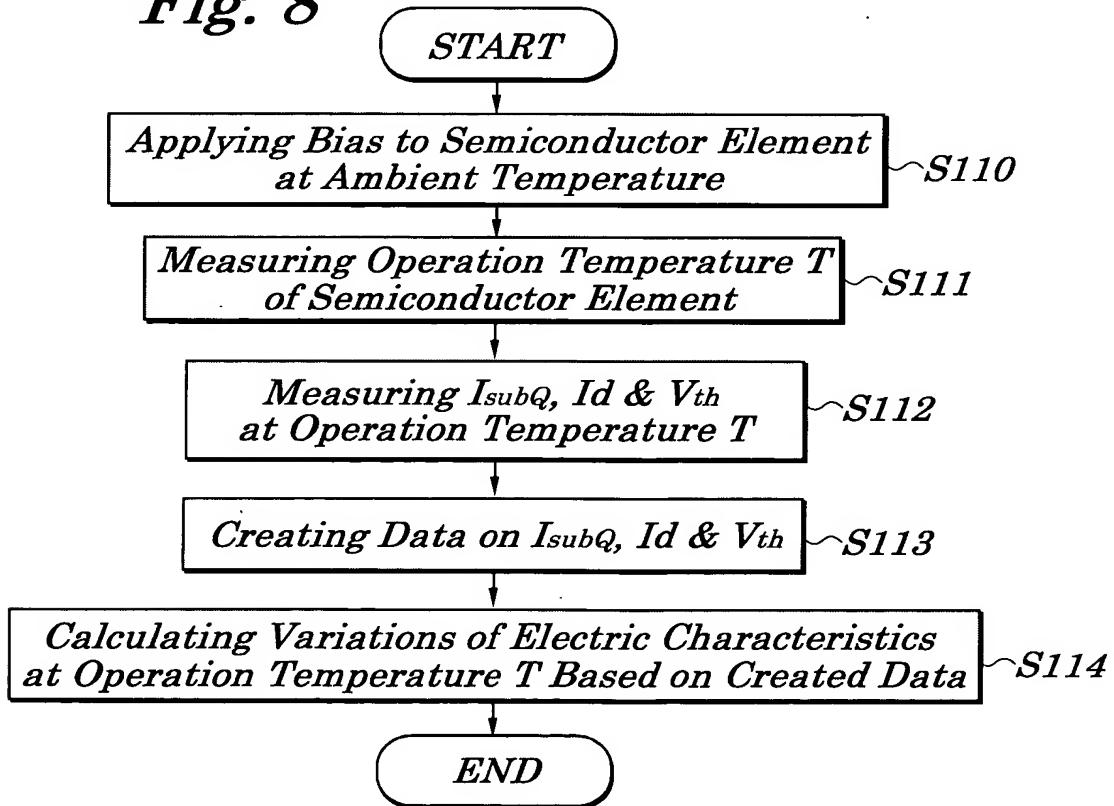 Fig. 8
START
Applying Bias to Semiconductor Element
at Ambient Temperature
S110
Measuring Operation Temperature T
of Semiconductor Element
S111
Measuring IsubQ, Id & Vth
at Operation Temperature T
S112
Creating Data on IsubQ, Id & Vth
S113
Calculating Variations of Electric Characteristics
at Operation Temperature T Based on Created Data
S114
END